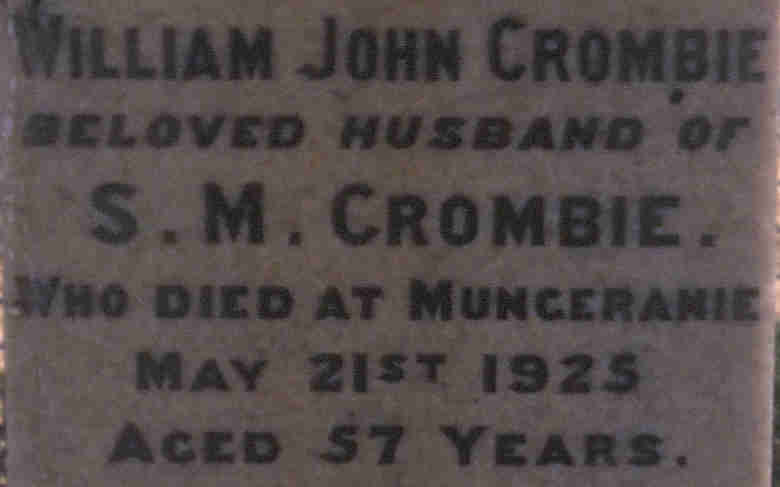 WILLIAM JOHN CROMBIE
BELOVED HUSBAND OF
S. M. CROMBIE.
WHO DIED AT MUNGERANIE
MAY 21ST 1925
AGED 57 YEARS.